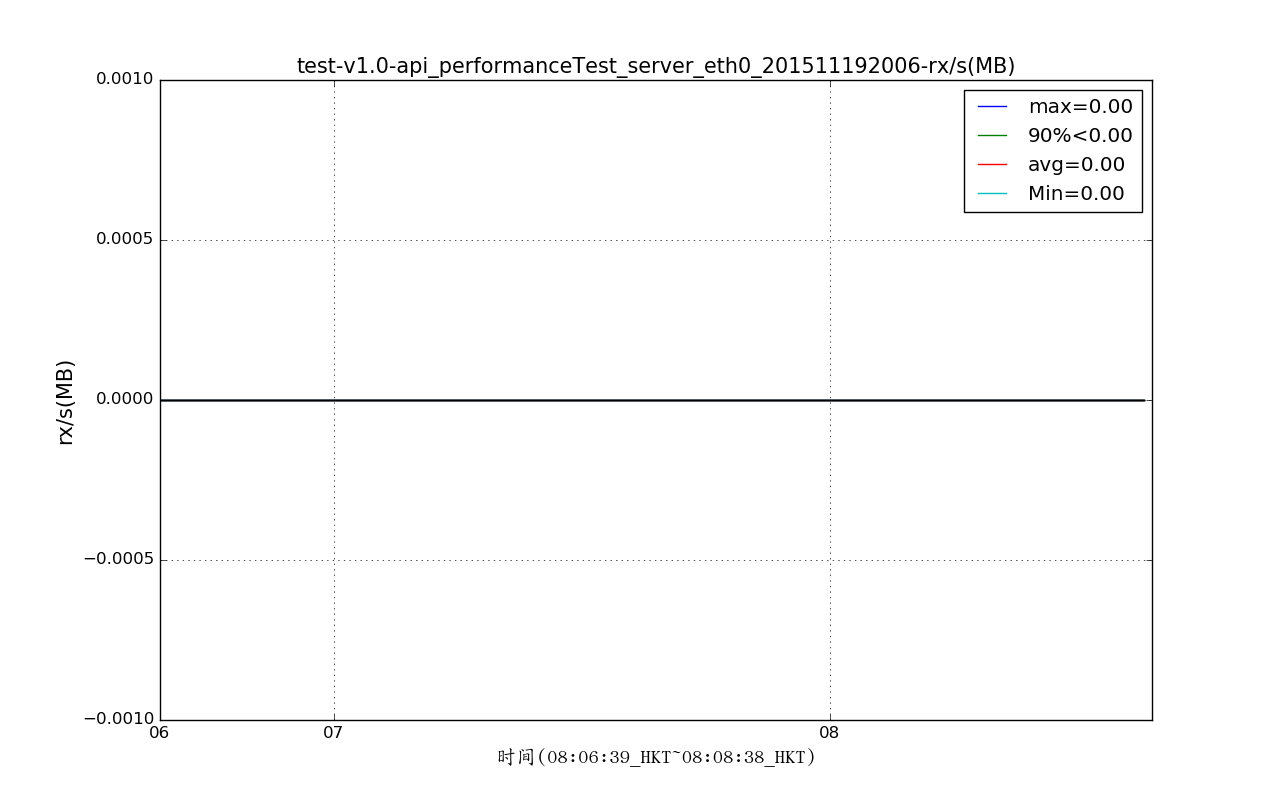 test-v1.0-api_performanceTest_server_eth0_201511192006-rx/s(MB)
max=0.00
90%<0.00
avg=0.00
Min=0.00
0.0010
0.0005
0.0000
−0.0005
−0.0010
rx/s(MB)
06 07 08
时间(08:06:39_HKT~08:08:38_HKT)